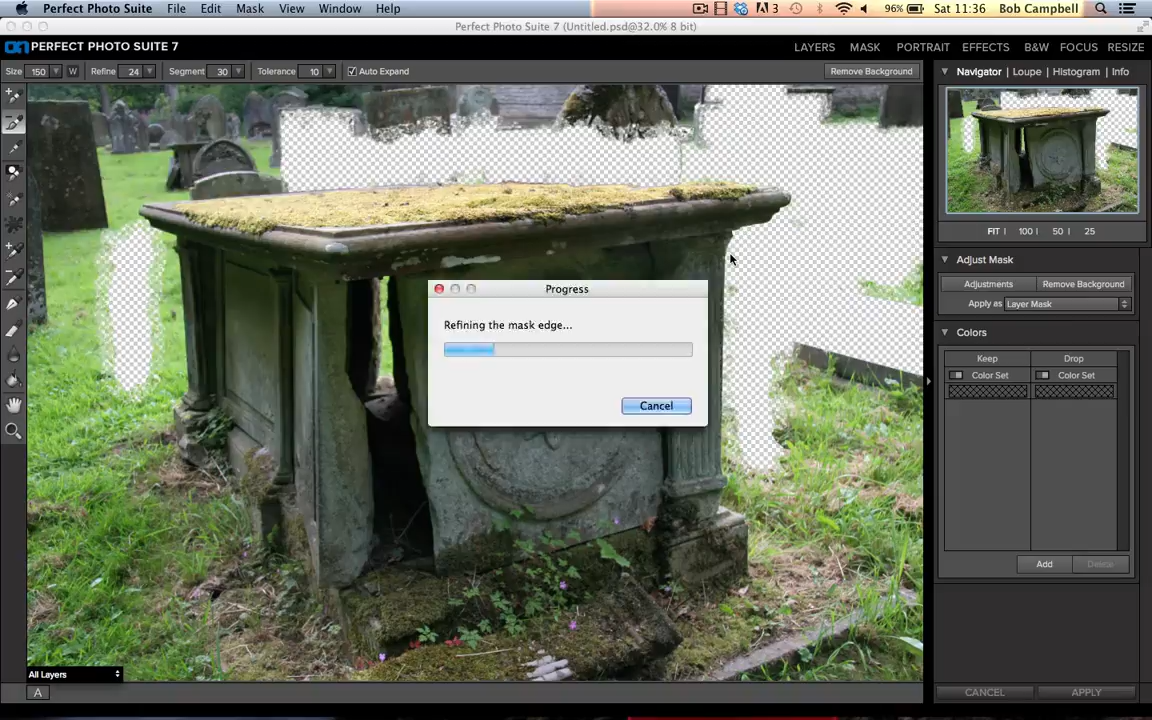 Perfect Photo Suite File Edit Mask View Window Help 3 96% Sat 11:36 Bob Campbell
Perfect Photo Suite 7 (Untitled.psd@32.0% 8 bit)
on PERFECT PHOTO SUITE 7 LAYERS MASK PORTRAIT EFFECTS B&W FOCUS RESIZE
Size 150 W Refine 24 Segment 30 Tolerance 10 Auto Expand Remove Background
Navigator Loupe Histogram Info
FIT 100 50 25
Adjust Mask
Adjustments Remove Background
Apply as Layer Mask
Colors
Keep Drop
Color Set Color Set
Add Delete
Progress
Refining the mask edge...
Cancel
All Layers
A
CANCEL APPLY